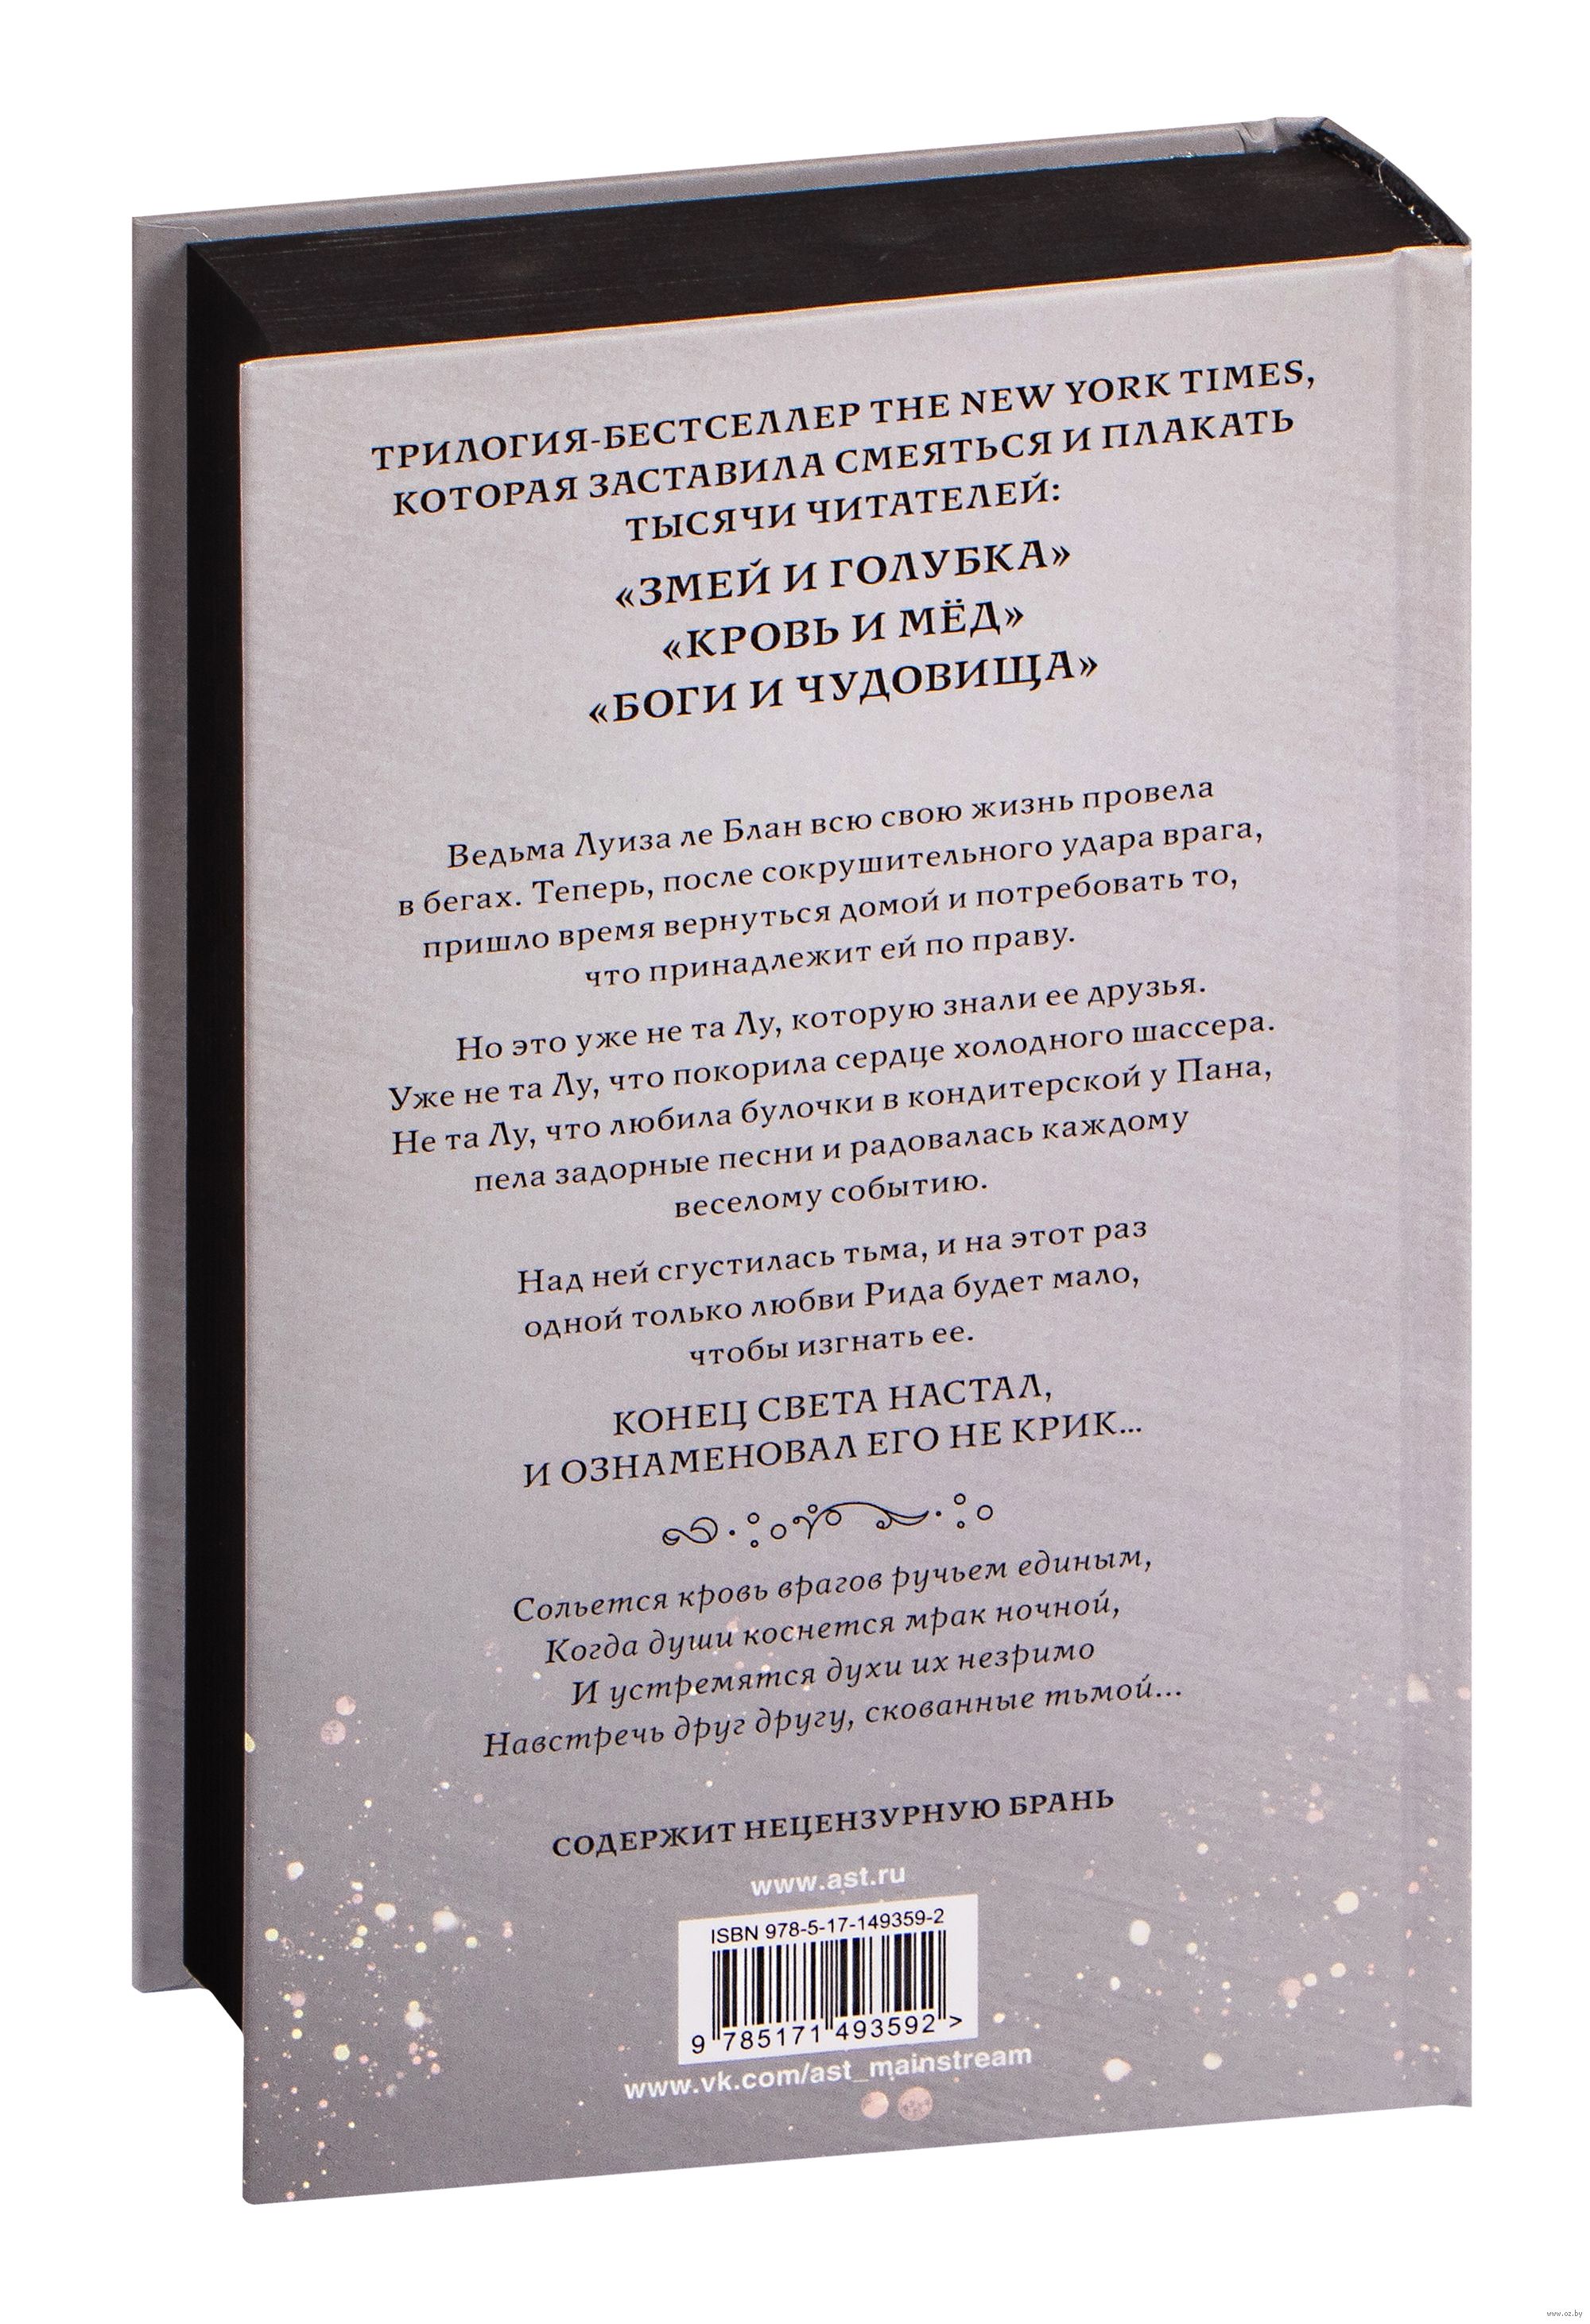 ТРИЛОГИЯ-БЕСТСЕЛЛЕР THE NEW YORK TIMES,
КОТОРАЯ ЗАСТАВИЛА СМЕЯТЬСЯ И ПЛАКАТЬ
ТЫСЯЧИ ЧИТАТЕЛЕЙ:
«ЗМЕЙ И ГОЛУБКА»
«КРОВЬ И МЁД»
«БОГИ И ЧУДОВИЩА»
Ведьма Луиза ле Блан всю свою жизнь провела
в бегах. Теперь, после сокрушительного удара врага,
пришло время вернуться домой и потребовать то,
что принадлежит ей по праву.
Но это уже не та Лу, которую знали ее друзья.
Уже не та Лу, что покорила сердце холодного шассера.
Не та Лу, что любила булочки в кондитерской у Пана,
пела задорные песни и радовалась каждому
веселому событию.
Над ней сгустилась тьма, и на этот раз
одной только любви Рида будет мало,
чтобы изгнать ее.
КОНЕЦ СВЕТА НАСТАЛ,
И ОЗНАМЕНОВАЛ ЕГО НЕ КРИК...
Сольется кровь врагов ручьем единым,
Когда души коснется мрак ночной,
И устремятся духи их незримо
Навстречь друг другу, скованные тьмой...
СОДЕРЖИТ НЕЦЕНЗУРНУЮ БРАНЬ
www.ast.ru
ISBN 978-5-17-149359-2
9 785171 493592 >
www.vk.com/ast_mainstream
www.oz.by